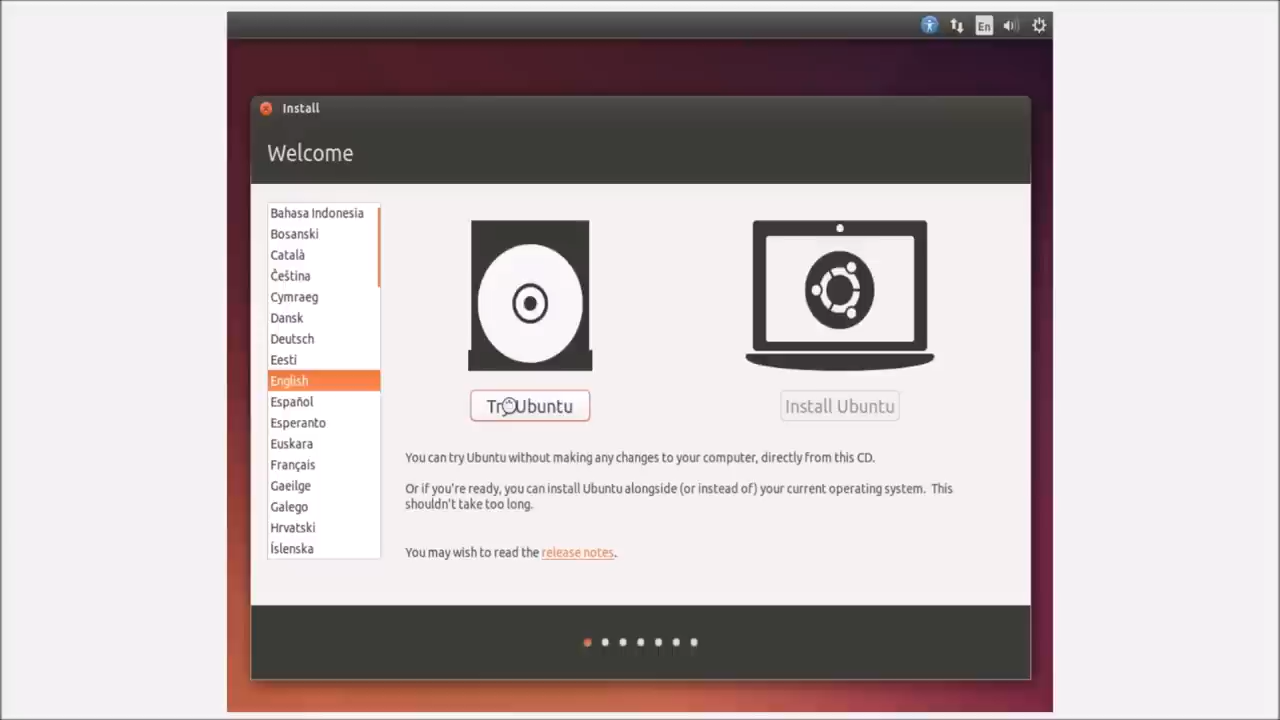 En
Install
Welcome
Bahasa Indonesia
Bosanski
Català
Čeština
Cymraeg
Dansk
Deutsch
Eesti
English
Español
Esperanto
Euskara
Français
Gaeilge
Galego
Hrvatski
Íslenska
Try Ubuntu
Install Ubuntu
You can try Ubuntu without making any changes to your computer, directly from this CD.
Or if you're ready, you can install Ubuntu alongside (or instead of) your current operating system. This
shouldn't take too long.
You may wish to read the release notes.